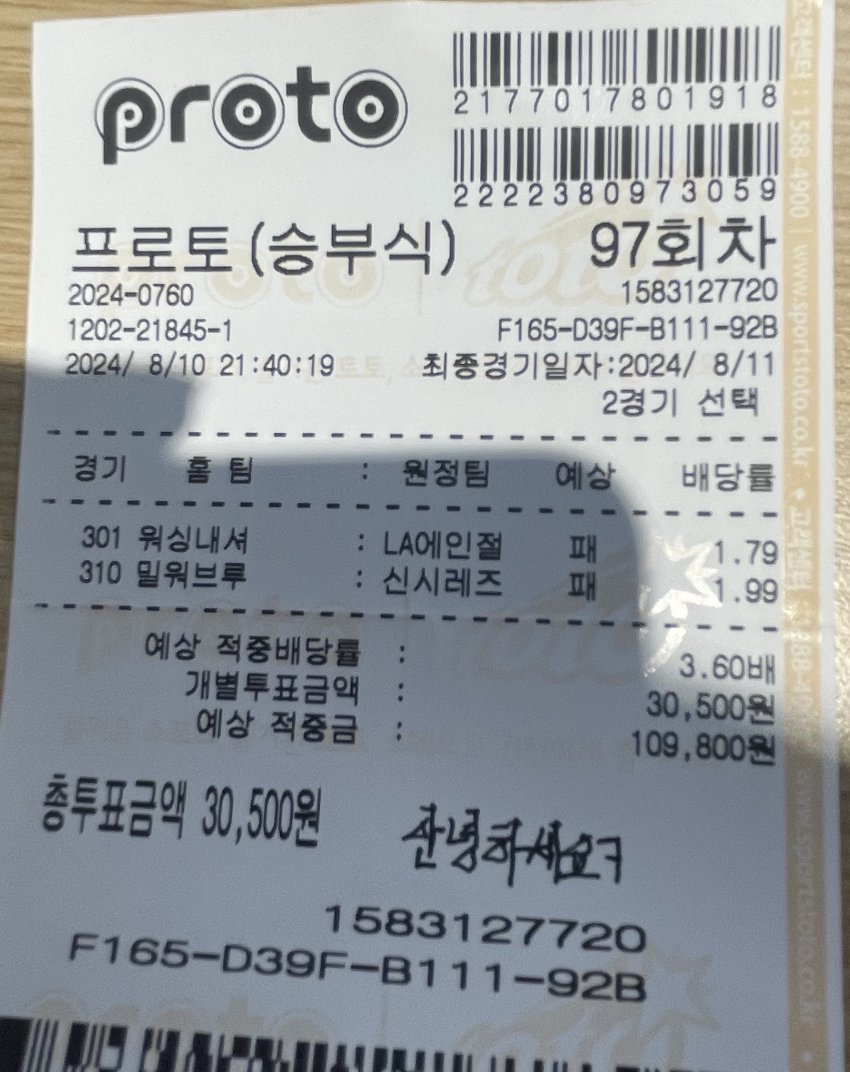 proto
2177017801918
2222380973059
프로토(승부식) 97회차
2024-0760 1583127720
1202-21845-1 F165-D39F-B111-92B
2024/ 8/10 21:40:19 최종경기일자:2024/ 8/11
2경기 선택
경기 홈 팀 : 원정팀 예상 배당률
301 워싱내셔 : LA에인절 패 1.79
310 밀워브루 : 신시레즈 패 1.99
예상 적중배당률 : 3.60배
개별투표금액 : 30,500원
예상 적중금 : 109,800원
총투표금액 30,500원
1583127720
F165-D39F-B111-92B
1588-4900 | www.sportstoto.co.kr